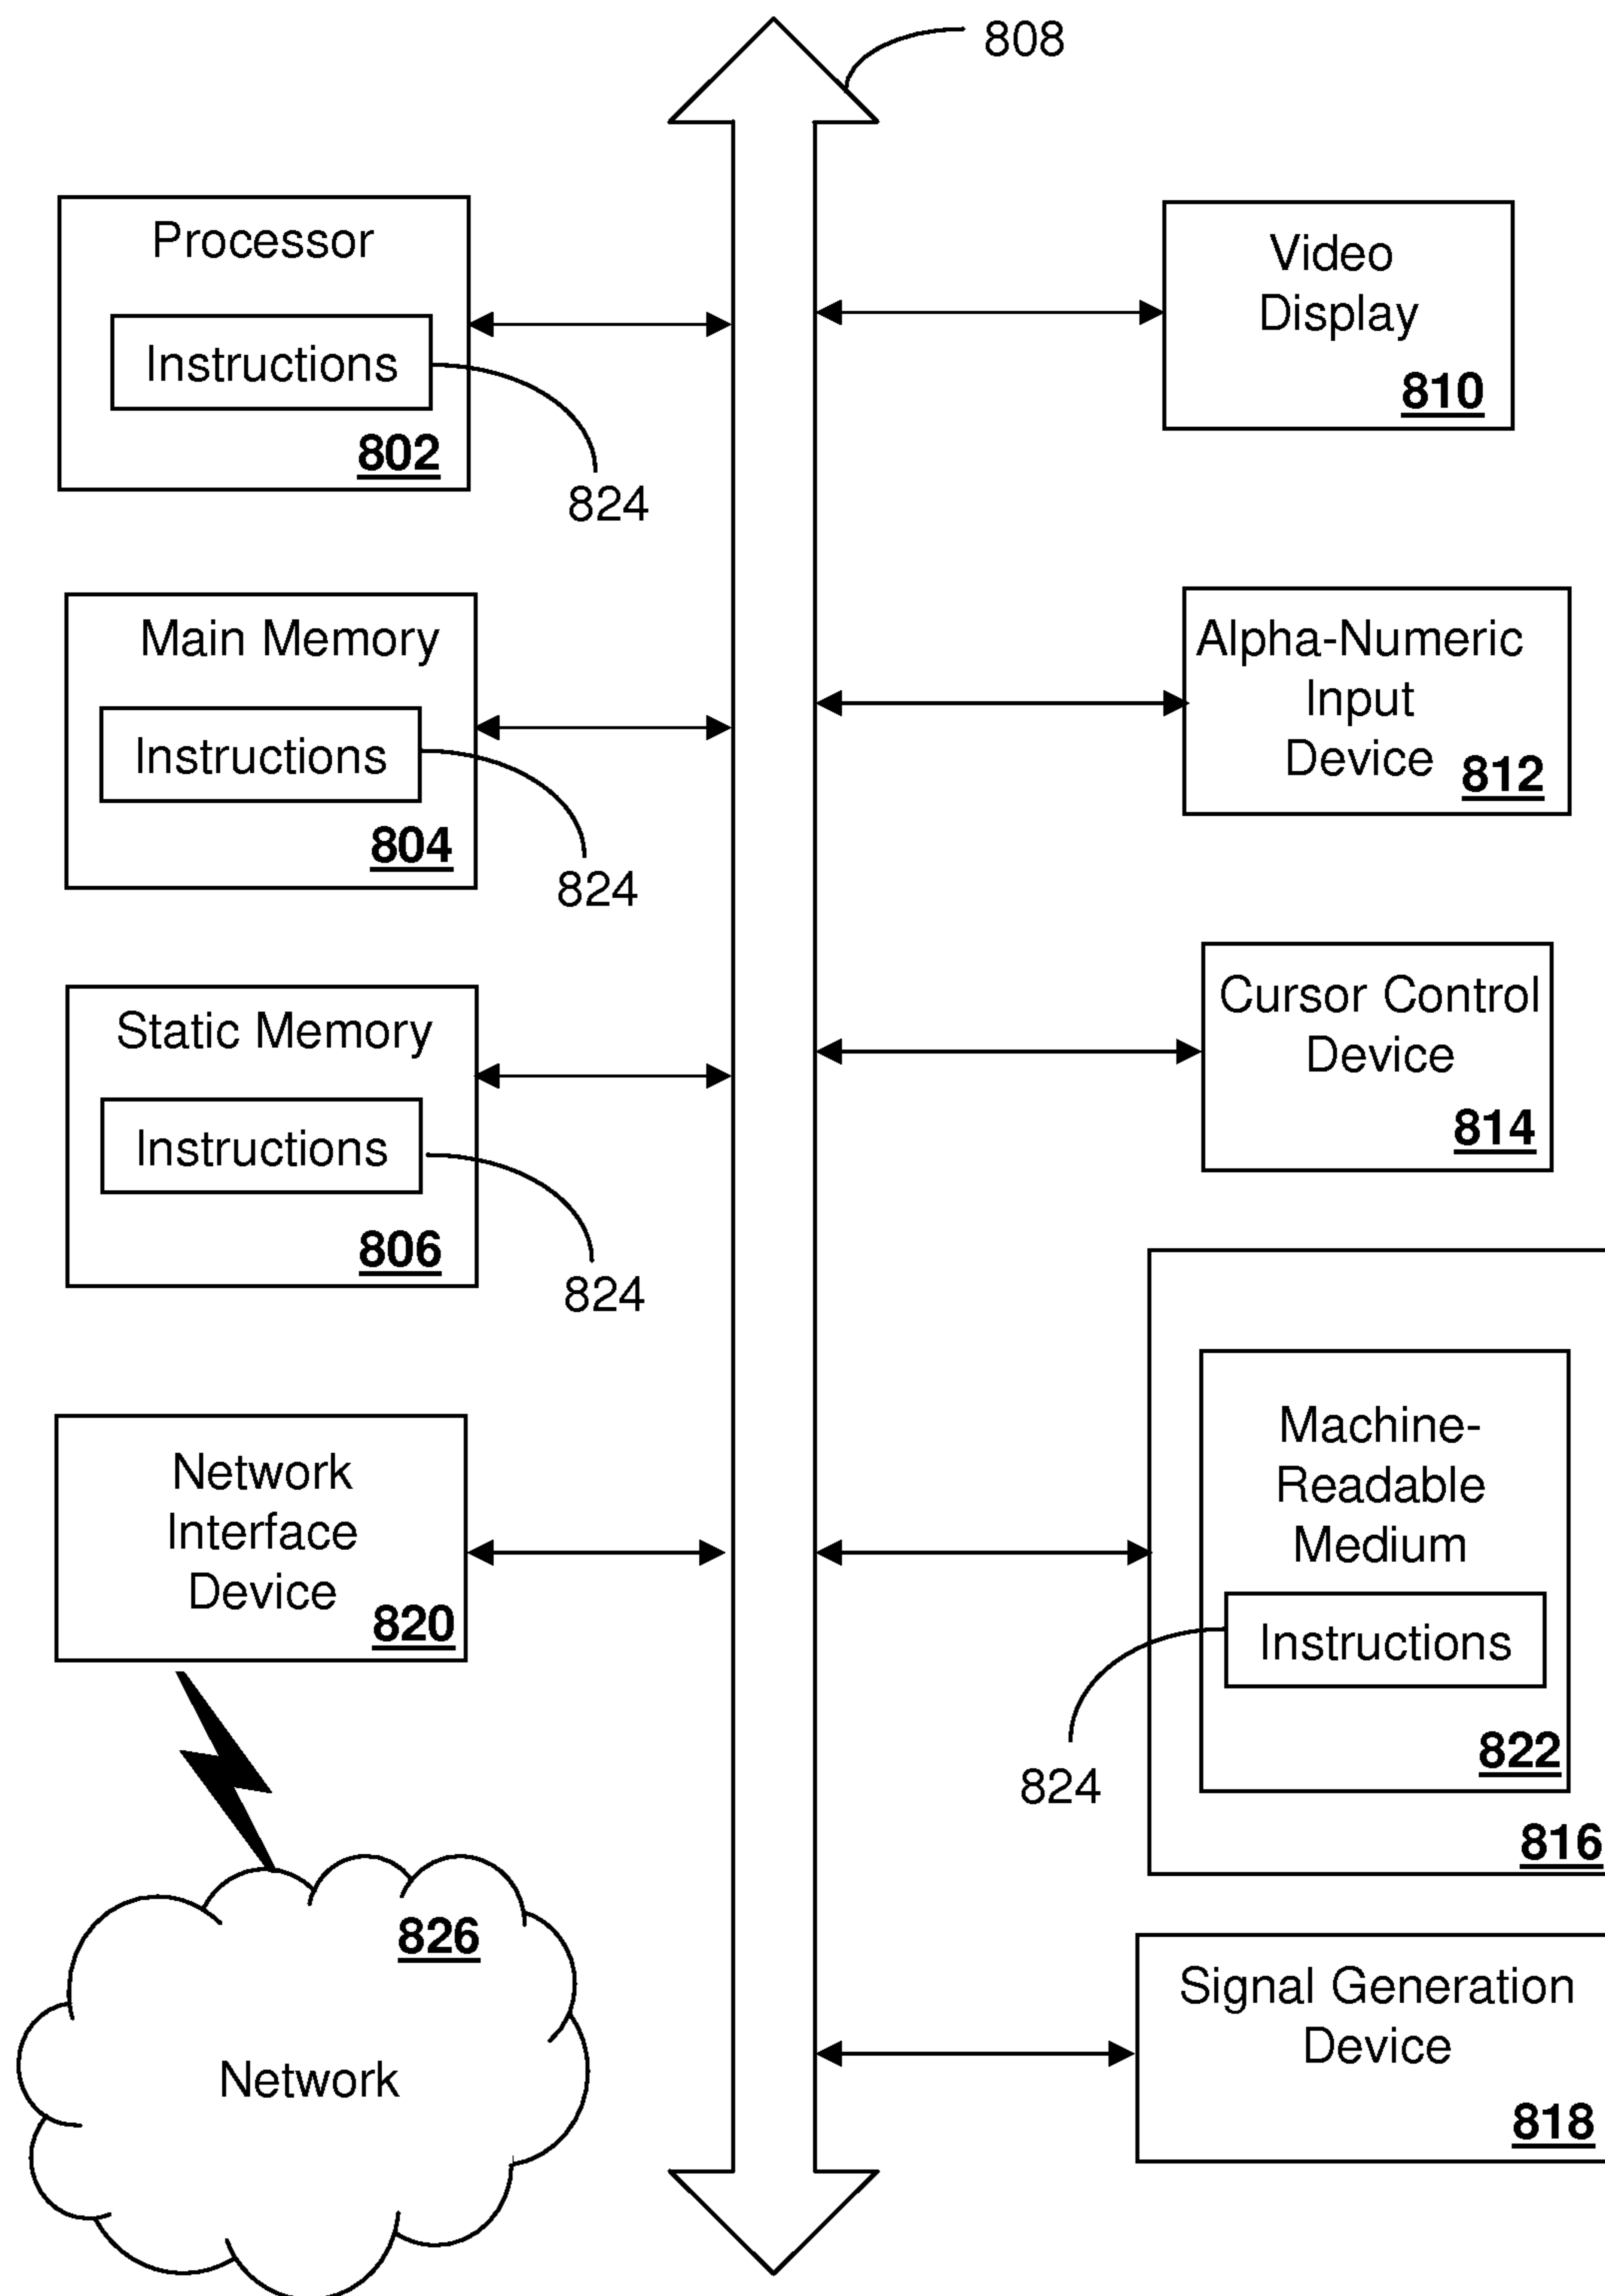 808
Processor
Instructions
802
824
Main Memory
Instructions
804
824
Static Memory
Instructions
806
824
Network
Interface
Device
820
826
Network
Video
Display
810
Alpha-Numeric
Input
Device
812
Cursor Control
Device
814
Machine-
Readable
Medium
Instructions
822
824
816
Signal Generation
Device
818